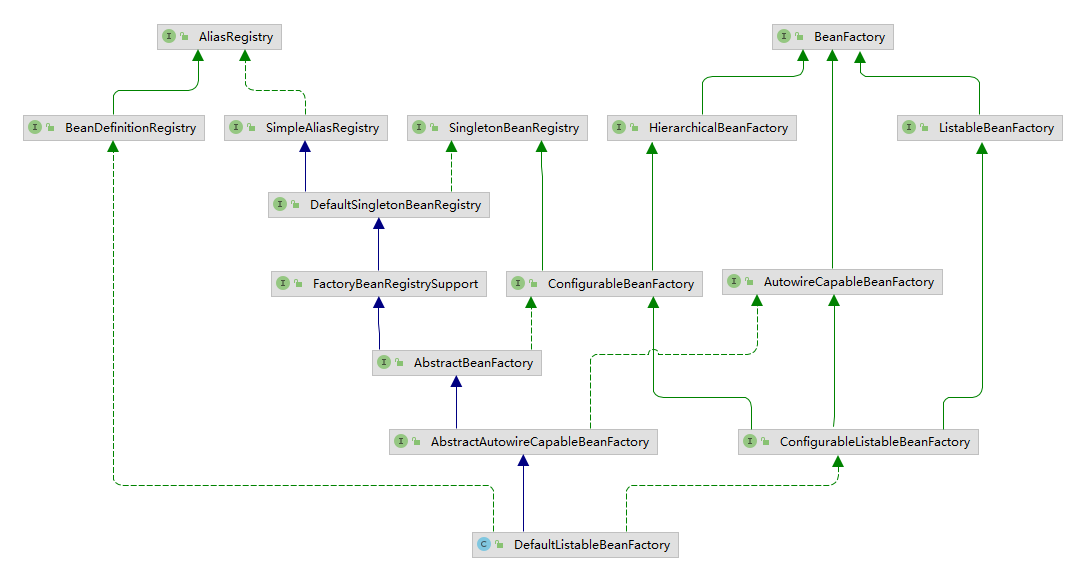 I AliasRegistry
I BeanFactory
I BeanDefinitionRegistry
I SimpleAliasRegistry
I SingletonBeanRegistry
I HierarchicalBeanFactory
I ListableBeanFactory
I DefaultSingletonBeanRegistry
I FactoryBeanRegistrySupport
I ConfigurableBeanFactory
I AutowireCapableBeanFactory
I AbstractBeanFactory
I AbstractAutowireCapableBeanFactory
I ConfigurableListableBeanFactory
C DefaultListableBeanFactory